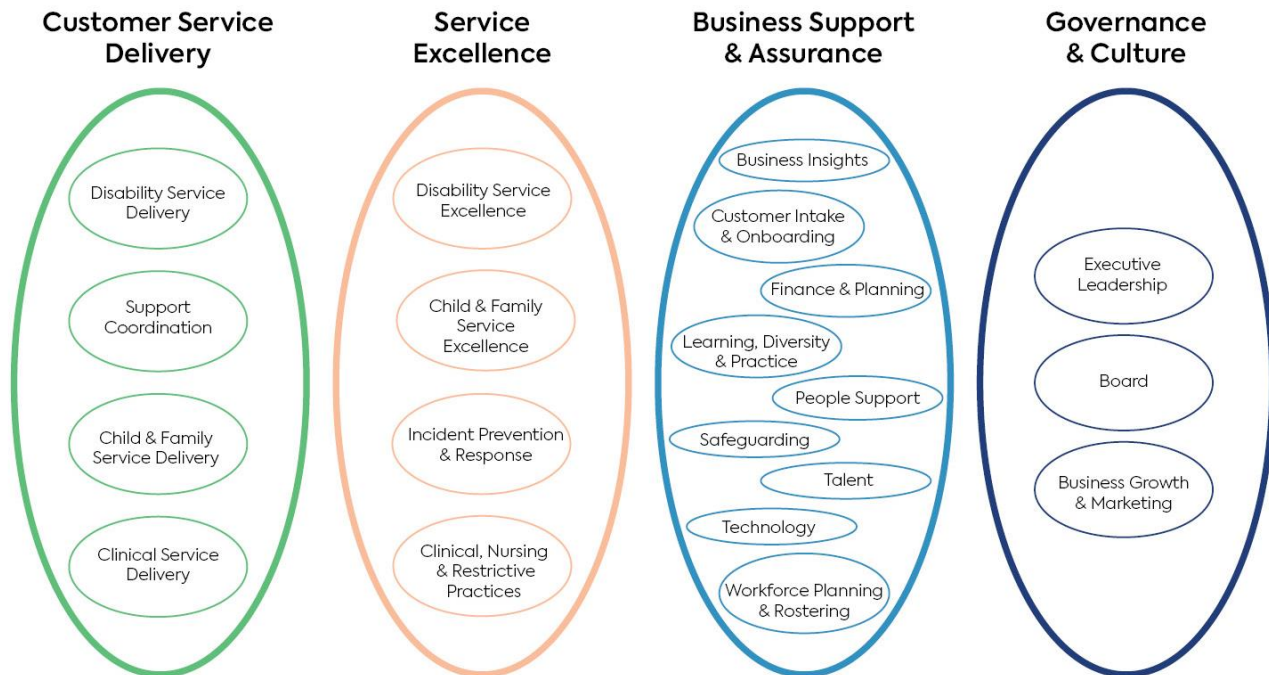 Customer Service
Delivery
Disability Service
Delivery
Support
Coordination
Child & Family
Service Delivery
Clinical Service
Delivery
Service
Excellence
Disability Service
Excellence
Child & Family
Service
Excellence
Incident Prevention
& Response
Clinical, Nursing
& Restrictive
Practices
Business Support
& Assurance
Business Insights
Customer Intake
& Onboarding
Finance & Planning
Learning, Diversity
& Practice
People Support
Safeguarding
Talent
Technology
Workforce Planning
& Rostering
Governance
& Culture
Executive
Leadership
Board
Business Growth
& Marketing